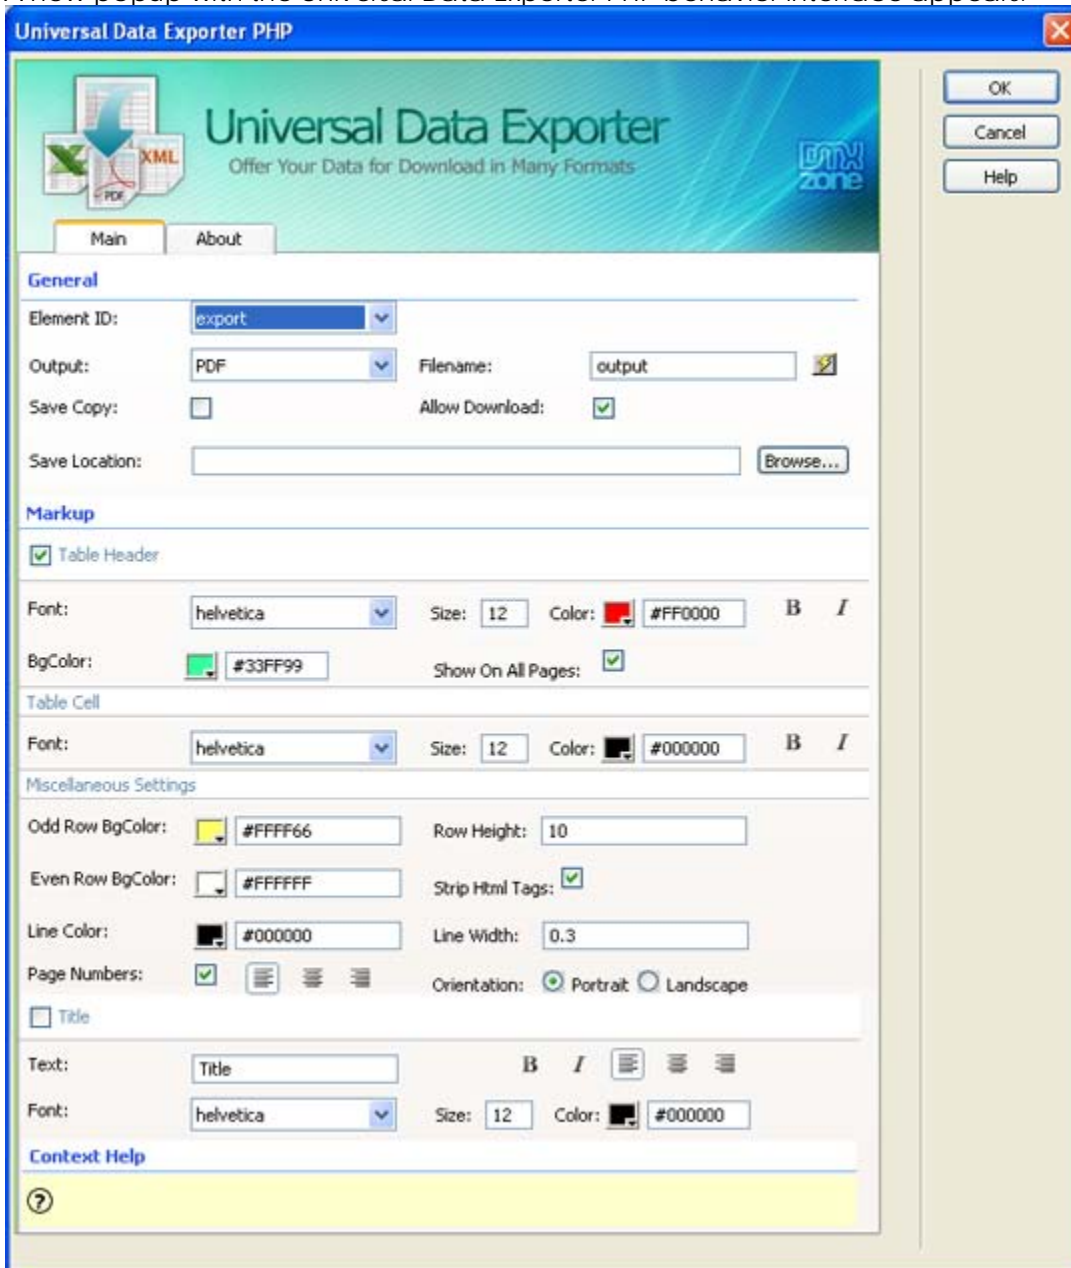 Universal Data Exporter PHP
Universal Data Exporter
Offer Your Data for Download in Many Formats
XML
PDF
DMX
zone
OK
Cancel
Help
Main
About
General
Element ID: export
Output: PDF Filename: output
Save Copy: Allow Download:
Save Location: Browse...
Markup
Table Header
Font: helvetica Size: 12 Color: #FF0000 B I
BgColor: #33FF99 Show On All Pages:
Table Cell
Font: helvetica Size: 12 Color: #000000 B I
Miscellaneous Settings
Odd Row BgColor: #FFFF66 Row Height: 10
Even Row BgColor: #FFFFFF Strip Html Tags:
Line Color: #000000 Line Width: 0.3
Page Numbers: Orientation: Portrait Landscape
Title
Text: Title B I
Font: helvetica Size: 12 Color: #000000
Context Help
?